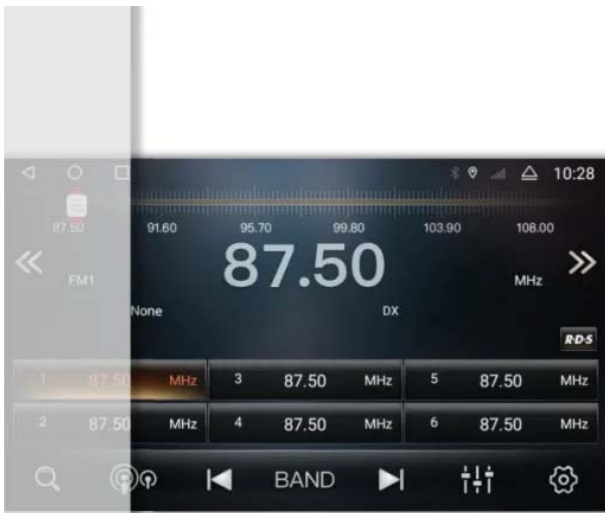 10:28
87.50 91.60 95.70 99.80 103.90 108.00
87.50
FM1 MHz
None DX
R·D·S
1 87.50 MHz 3 87.50 MHz 5 87.50 MHz
2 87.50 MHz 4 87.50 MHz 6 87.50 MHz
BAND